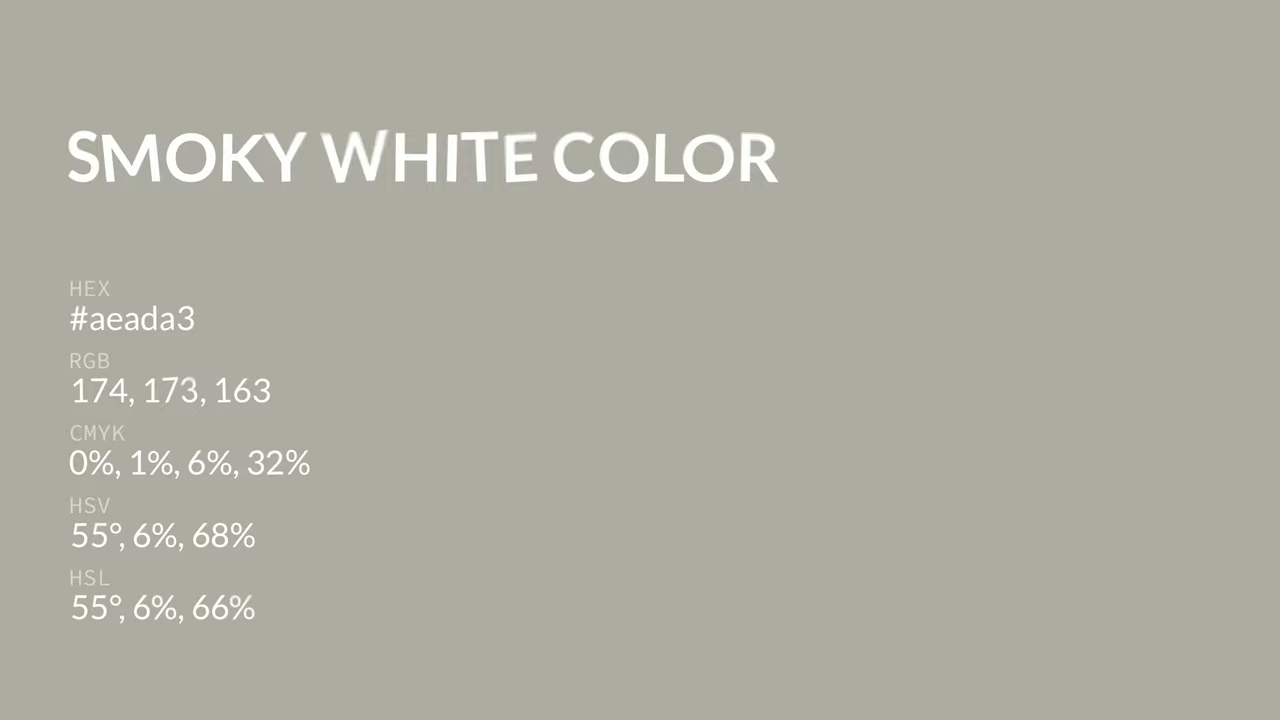 SMOKY WHITE COLOR
HEX
#aeada3
RGB
174, 173, 163
CMYK
0%, 1%, 6%, 32%
HSV
55°, 6%, 68%
HSL
55°, 6%, 66%